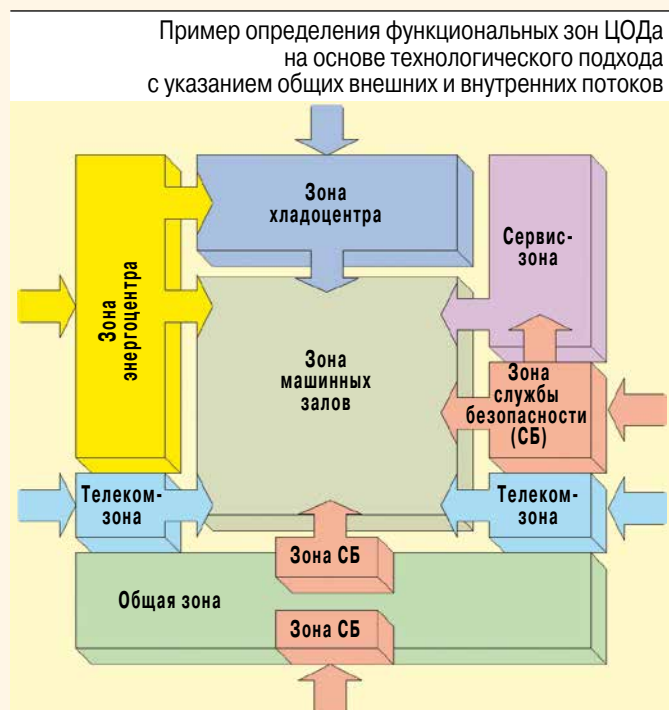 Пример определения функциональных зон ЦОДа
на основе технологического подхода
с указанием общих внешних и внутренних потоков
Зона
хладоцентра
Сервис-
зона
Зона
энергоцентра
Зона
машинных
залов
Зона
службы
безопасности
(СБ)
Телеком-
зона
Телеком-
зона
Зона СБ
Общая зона
Зона СБ